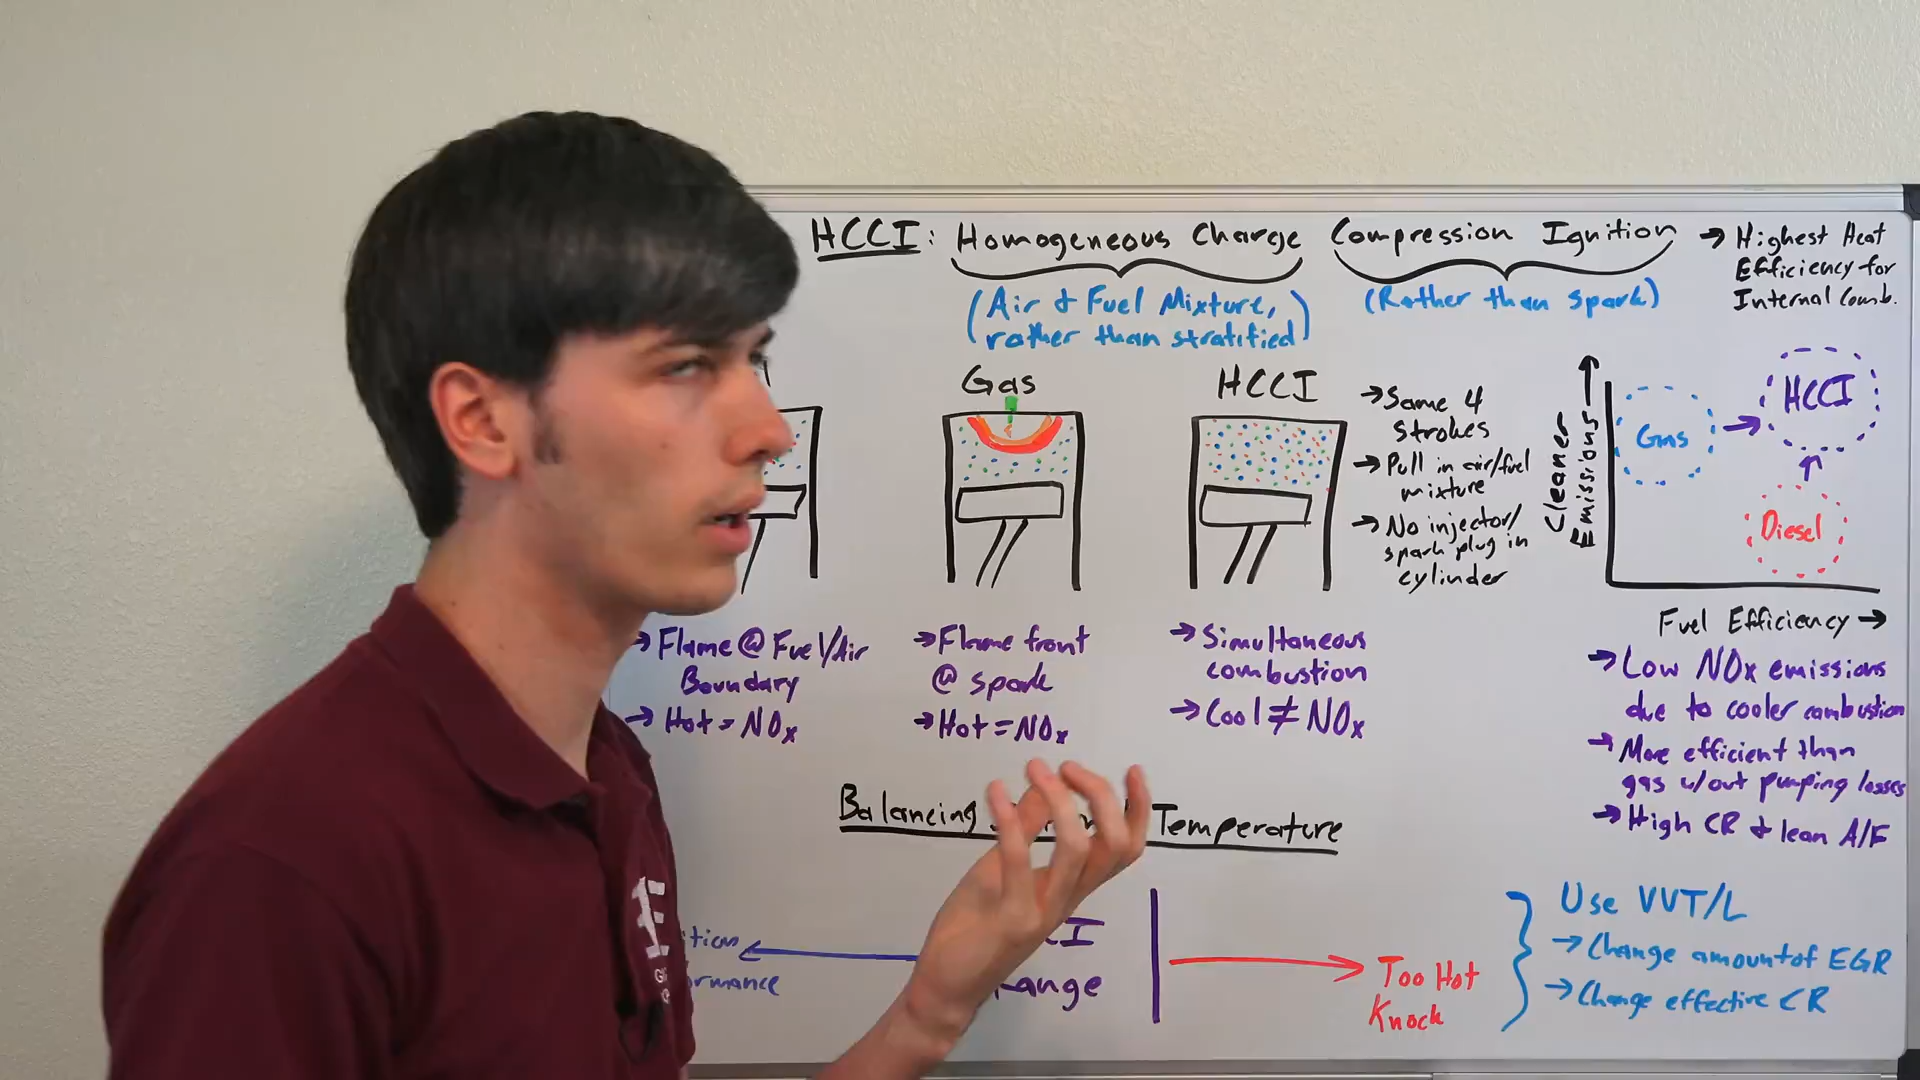 HCCI: Homogeneous Charge Compression Ignition
→ Highest Heat
Efficiency for
Internal Comb.
(Air & Fuel Mixture,
rather than stratified)
(Rather than spark)
Gas
HCCI
→ Same 4
strokes
→ Pull in air/fuel
mixture
→ No injector/
spark plug in
cylinder
Cleaner
Emissions →
Gas
HCCI
Diesel
Fuel Efficiency →
→ Flame @ Fuel/Air
Boundary
→ Hot = NOx
→ Flame front
@ spark
→ Hot = NOx
→ Simultaneous
combustion
→ Cool ≠ NOx
→ Low NOx emissions
due to cooler combustion
→ More efficient than
gas w/out pumping losses
→ High CR & lean A/F
Balancing Temperature
Range
Too Hot
Knock
Use VVT/L
→ Change amount of EGR
→ Change effective CR